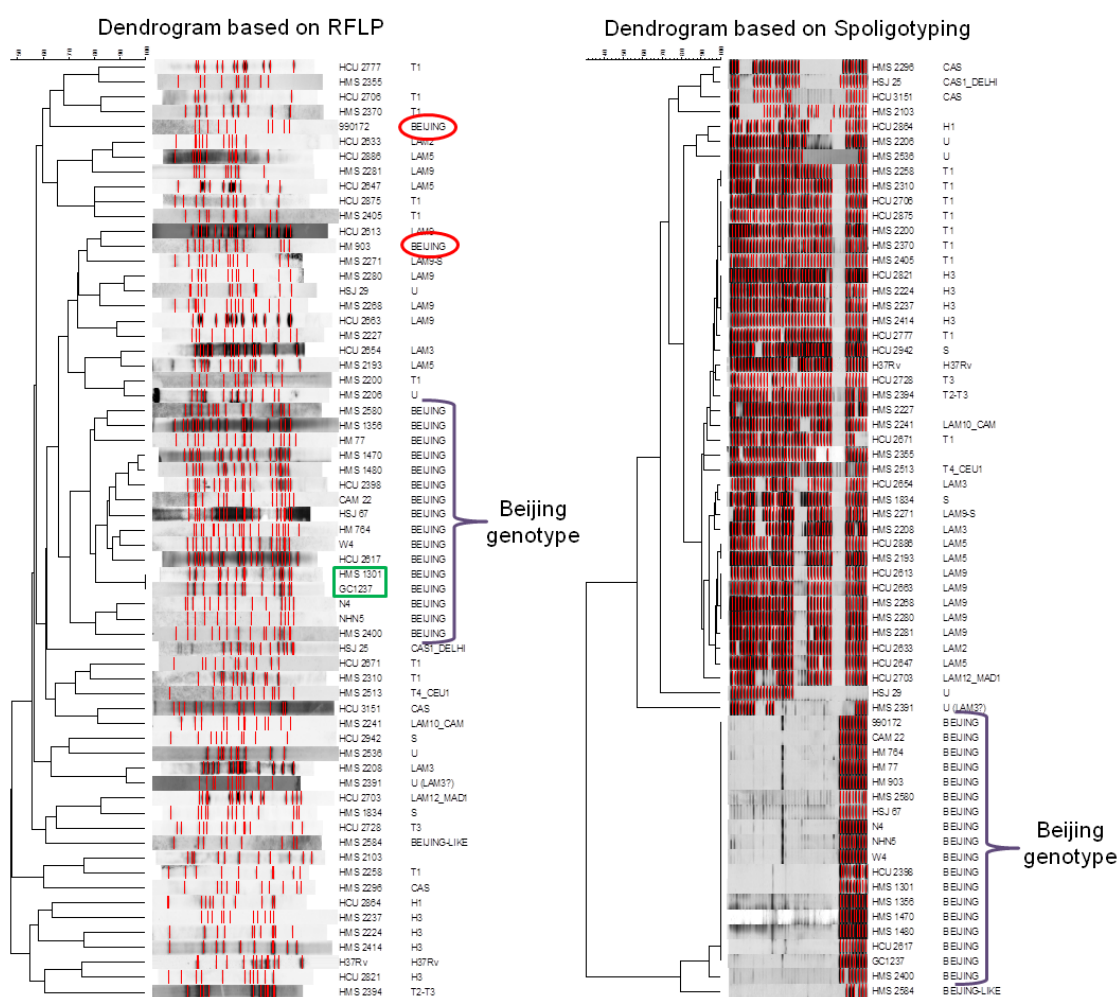 Dendrogram based on RFLP
HCU 2777 T1
HMS 2355
HCU 2706 T1
HMS 2370 T1
990172 BEIJING
HCU 2633 LAM2
HCU 2886 LAM5
HMS 2281 LAM9
HCU 2647 LAM5
HCU 2875 T1
HMS 2405 T1
HCU 2613 LAM9
HM 903 BEIJING
HMS 2271 LAM9-S
HMS 2280 LAM9
HSJ 29 U
HMS 2268 LAM9
HCU 2663 LAM9
HMS 2227
HCU 2654 LAM3
HMS 2193 LAM5
HMS 2200 T1
HMS 2206 U
HMS 2580 BEIJING
HMS 1356 BEIJING
HM 77 BEIJING
HMS 1470 BEIJING
HMS 1480 BEIJING
HCU 2398 BEIJING
CAM 22 BEIJING
HSJ 67 BEIJING
HM 764 BEIJING
W4 BEIJING
HCU 2617 BEIJING
HMS 1301 BEIJING
GC1237 BEIJING
N4 BEIJING
NHN5 BEIJING
HMS 2400 BEIJING
HSJ 25 CAS1_DELHI
HCU 2671 T1
HMS 2310 T1
HMS 2513 T4_CEU1
HCU 3151 CAS
HMS 2241 LAM10_CAM
HCU 2942 S
HMS 2536 U
HMS 2208 LAM3
HMS 2391 U (LAM3?)
HCU 2703 LAM12_MAD1
HMS 1834 S
HCU 2728 T3
HMS 2584 BEIJING-LIKE
HMS 2103
HMS 2258 T1
HMS 2296 CAS
HCU 2864 H1
HMS 2237 H3
HMS 2224 H3
HMS 2414 H3
H37Rv H37Rv
HCU 2821 H3
HMS 2394 T2-T3
Beijing
genotype
Dendrogram based on Spoligotyping
HMS 2296 CAS
HSJ 25 CAS1_DELHI
HCU 3151 CAS
HMS 2103
HCU 2864 H1
HMS 2206 U
HMS 2536 U
HMS 2258 T1
HMS 2310 T1
HCU 2706 T1
HCU 2875 T1
HMS 2200 T1
HMS 2370 T1
HMS 2405 T1
HCU 2821 H3
HMS 2224 H3
HMS 2237 H3
HMS 2414 H3
HCU 2777 T1
HCU 2942 S
H37Rv H37Rv
HCU 2728 T3
HMS 2394 T2-T3
HMS 2227
HMS 2241 LAM10_CAM
HCU 2671 T1
HMS 2355
HMS 2513 T4_CEU1
HCU 2654 LAM3
HMS 1834 S
HMS 2271 LAM9-S
HMS 2208 LAM3
HCU 2886 LAM5
HMS 2193 LAM5
HCU 2613 LAM9
HCU 2663 LAM9
HMS 2268 LAM9
HMS 2280 LAM9
HMS 2281 LAM9
HCU 2633 LAM2
HCU 2647 LAM5
HCU 2703 LAM12_MAD1
HSJ 29 U
HMS 2391 U (LAM3?)
990172 BEIJING
CAM 22 BEIJING
HM 764 BEIJING
HM 77 BEIJING
HM 903 BEIJING
HMS 2580 BEIJING
HSJ 67 BEIJING
N4 BEIJING
NHN5 BEIJING
W4 BEIJING
HCU 2398 BEIJING
HMS 1301 BEIJING
HMS 1356 BEIJING
HMS 1470 BEIJING
HMS 1480 BEIJING
HCU 2617 BEIJING
GC1237 BEIJING
HMS 2400 BEIJING
HMS 2584 BEIJING-LIKE
Beijing
genotype